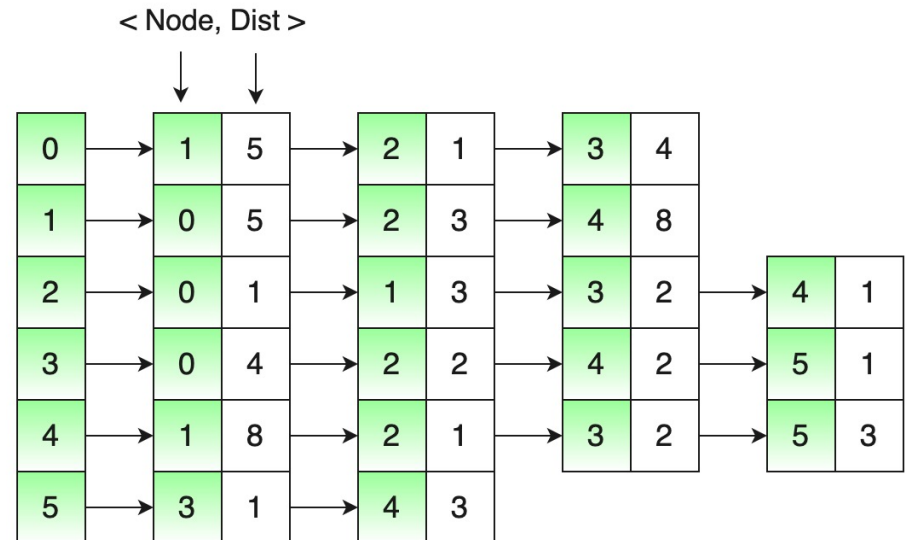 < Node, Dist >
0 1 5 2 1 3 4
1 0 5 2 3 4 8
2 0 1 1 3 3 2 4 1
3 0 4 2 2 4 2 5 1
4 1 8 2 1 3 2 5 3
5 3 1 4 3